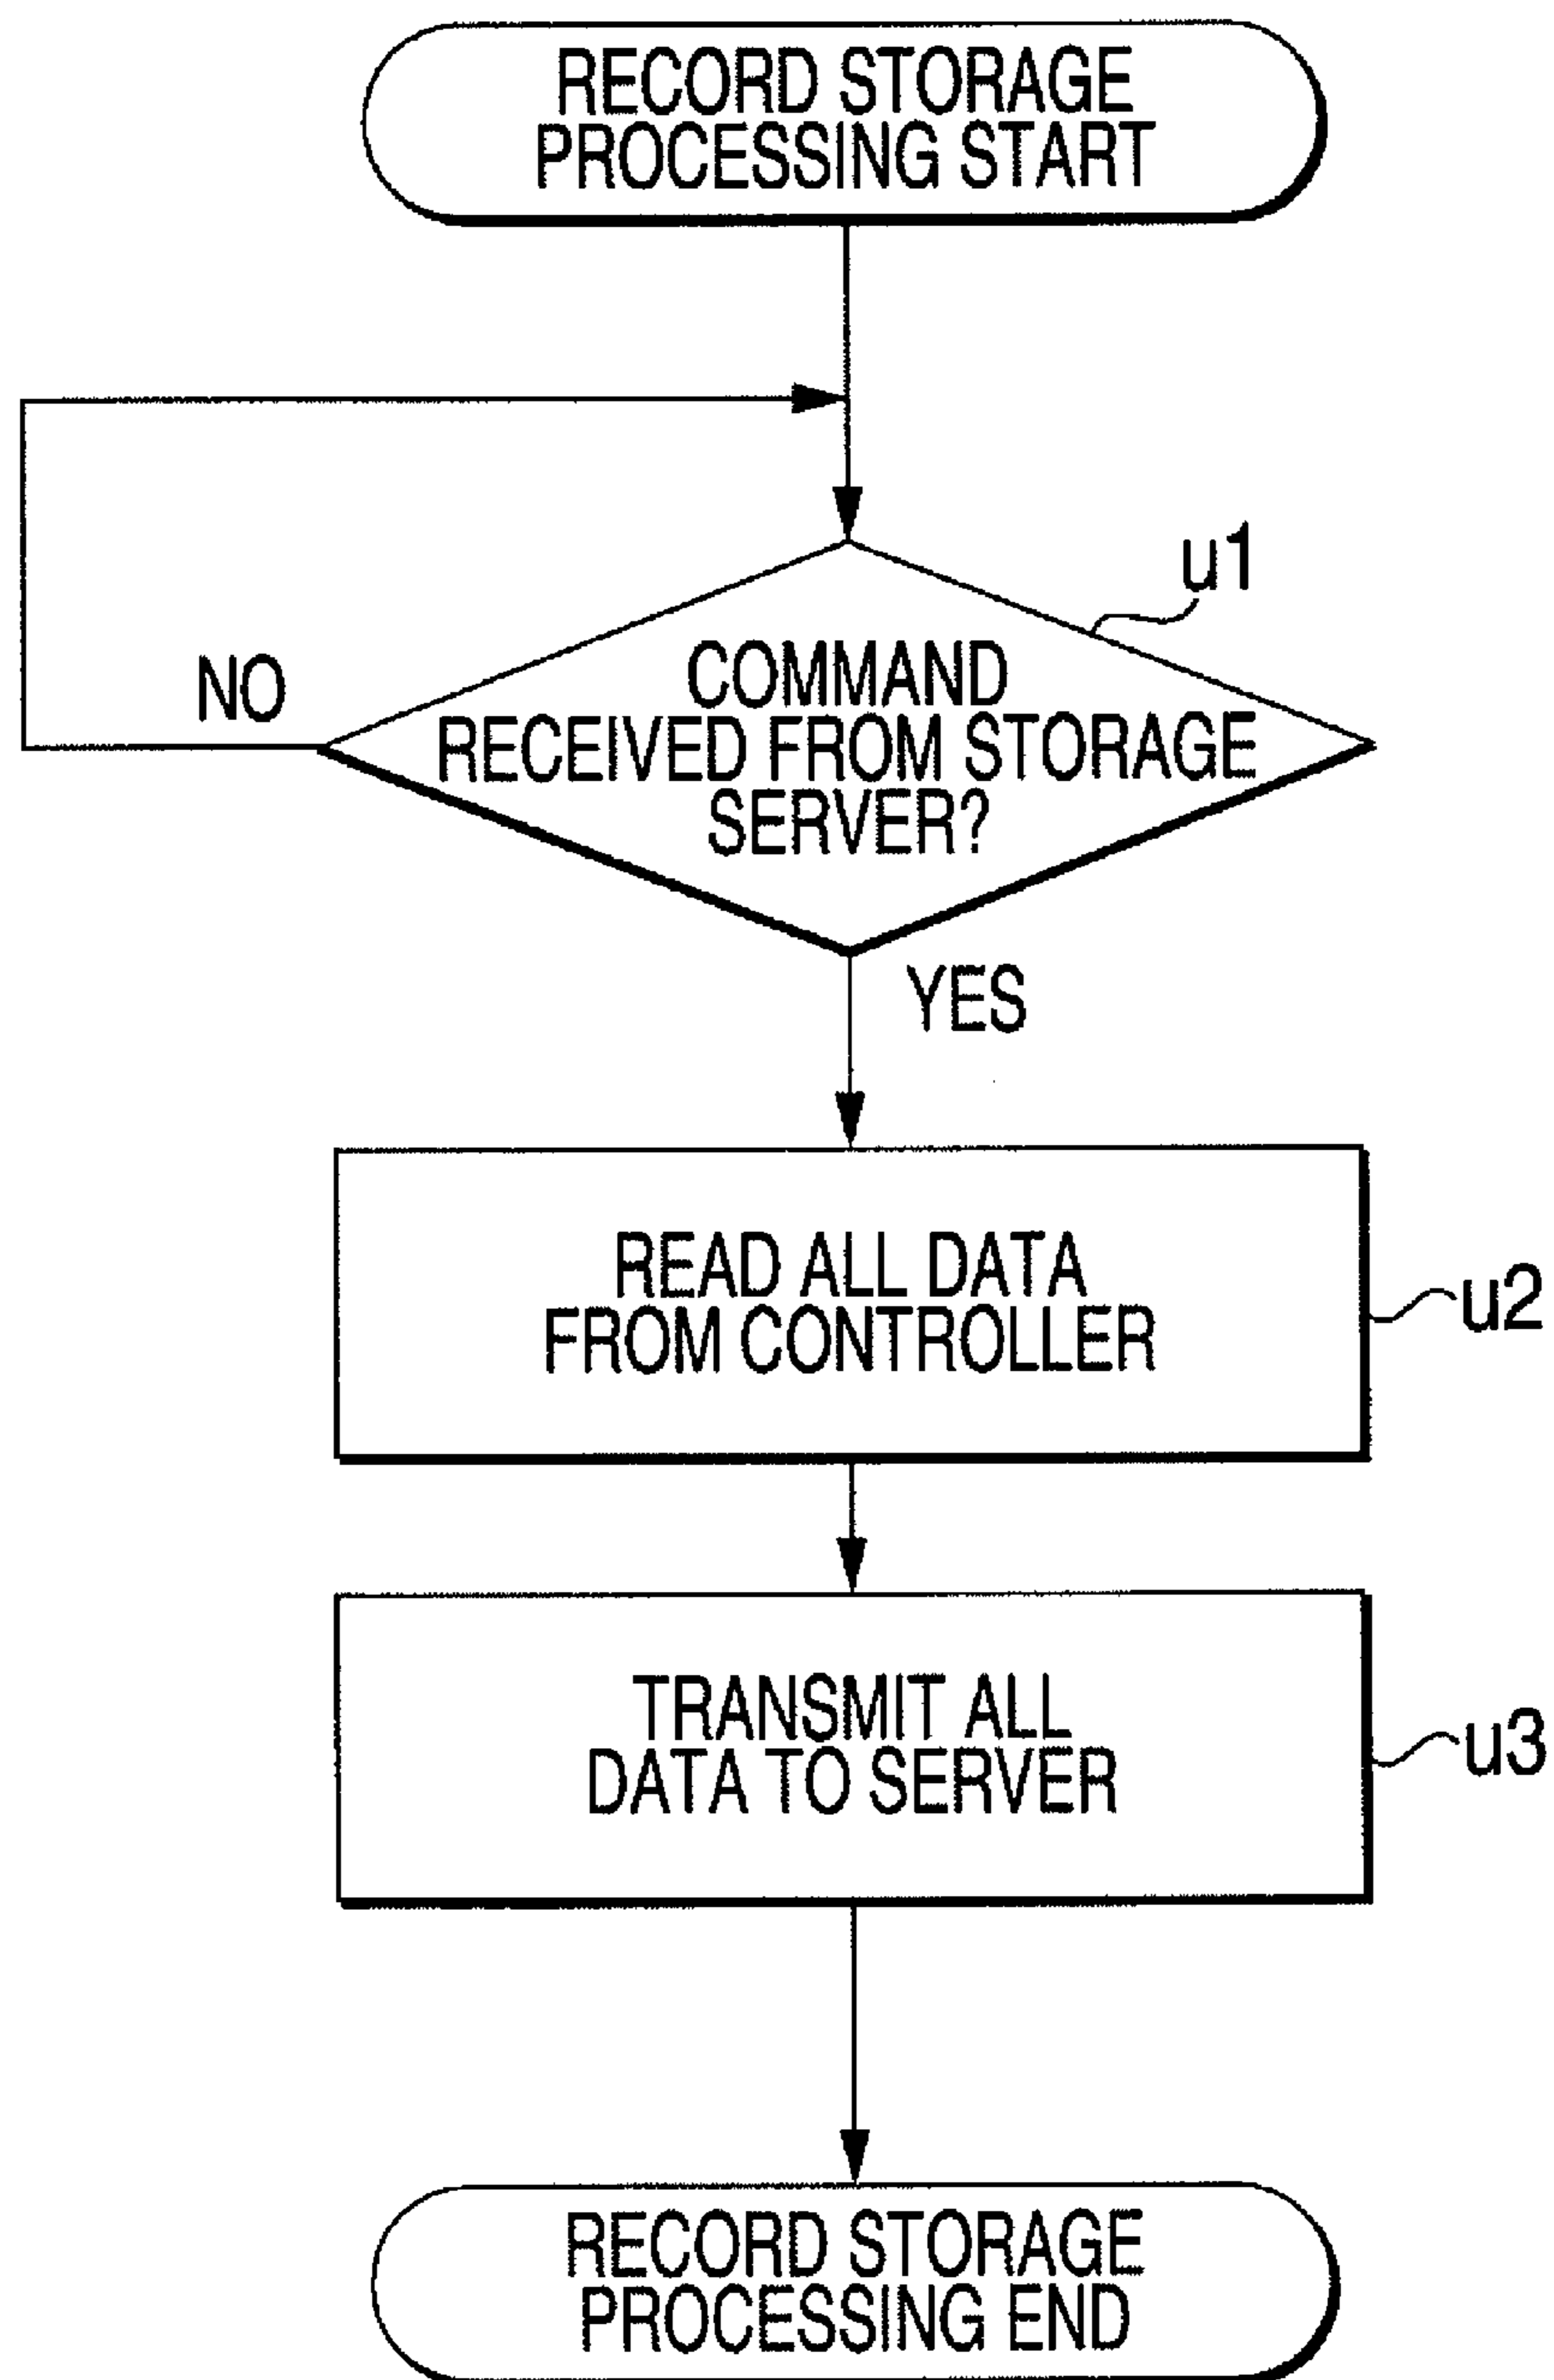 RECORD STORAGE
PROCESSING START
u1
COMMAND
RECEIVED FROM STORAGE
SERVER?
NO
YES
READ ALL DATA
FROM CONTROLLER
u2
TRANSMIT ALL
DATA TO SERVER
u3
RECORD STORAGE
PROCESSING END